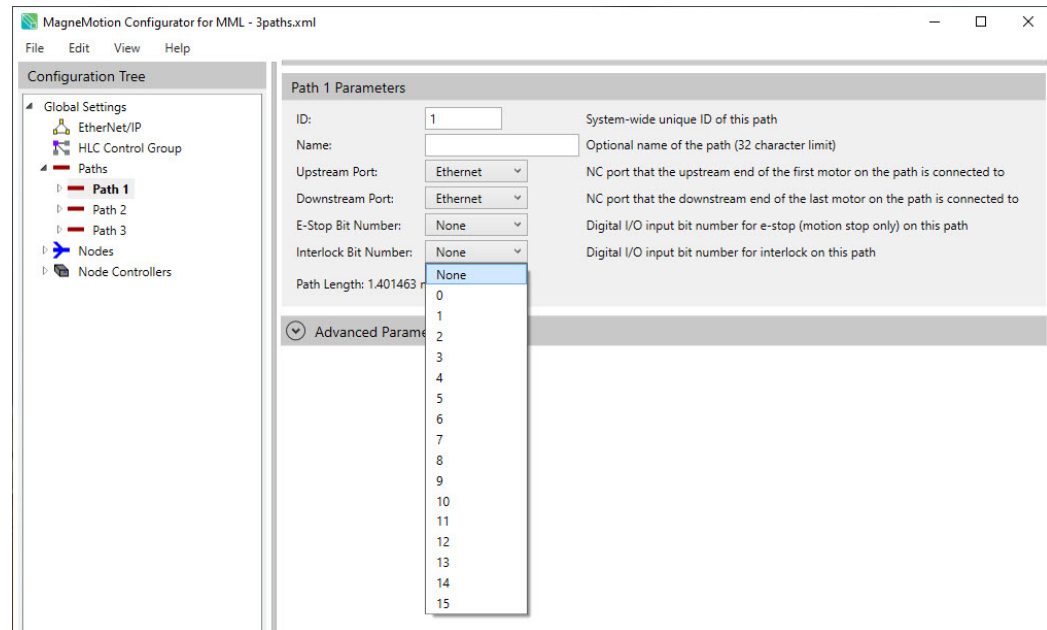 MagneMotion Configurator for MML - 3paths.xml
File Edit View Help
Configuration Tree
Global Settings
EtherNet/IP
HLC Control Group
Paths
Path 1
Path 2
Path 3
Nodes
Node Controllers
Path 1 Parameters
ID: 1 System-wide unique ID of this path
Name: Optional name of the path (32 character limit)
Upstream Port: Ethernet NC port that the upstream end of the first motor on the path is connected to
Downstream Port: Ethernet NC port that the downstream end of the last motor on the path is connected to
E-Stop Bit Number: None Digital I/O input bit number for e-stop (motion stop only) on this path
Interlock Bit Number: None Digital I/O input bit number for interlock on this path
Path Length: 1.401463
None
0
1
Advanced Parame
2
3
4
5
6
7
8
9
10
11
12
13
14
15